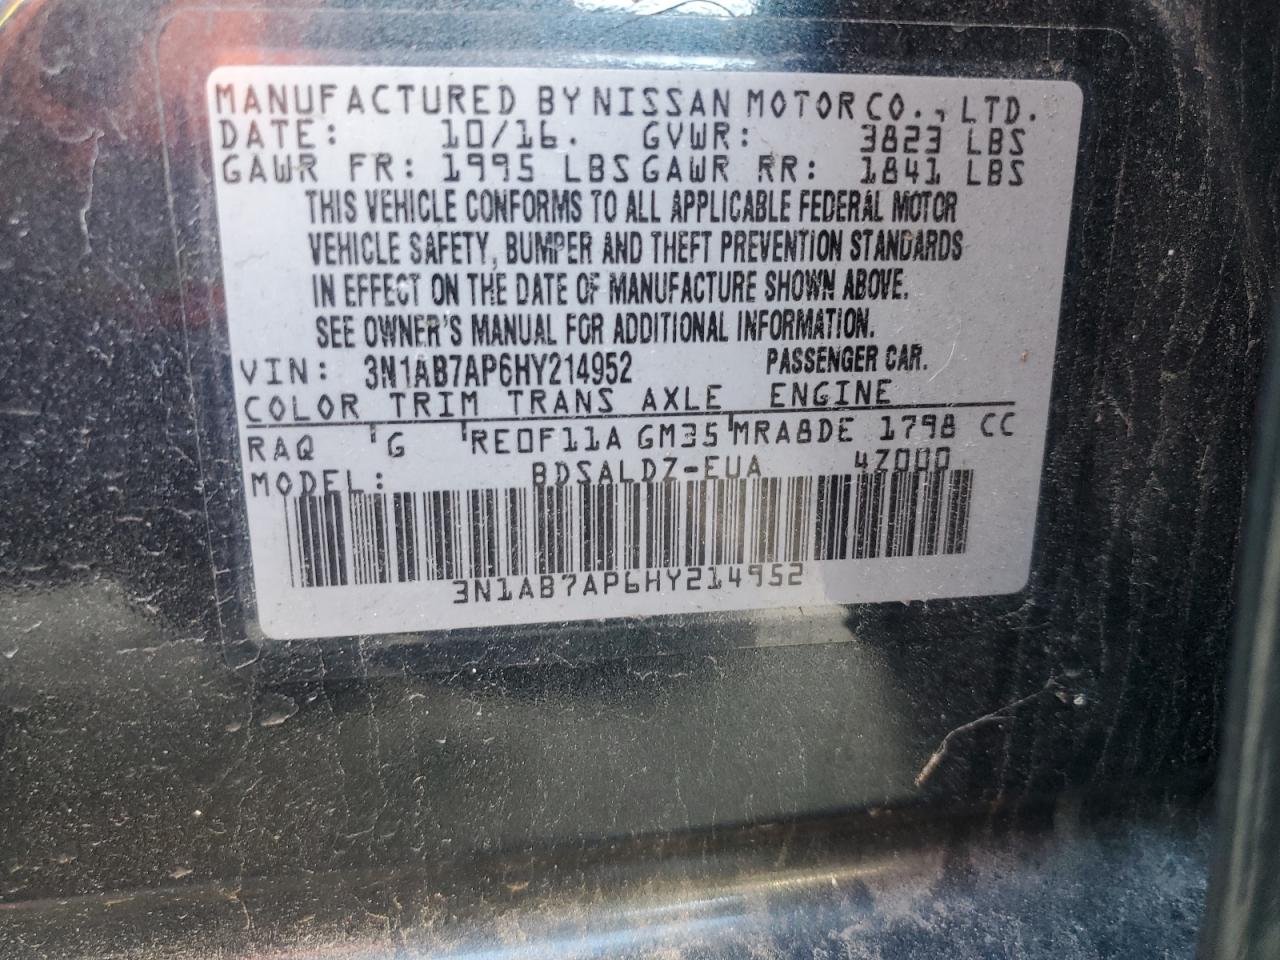 MANUFACTURED BY NISSAN MOTOR CO., LTD.
DATE: 10/16. GVWR: 3823 LBS
GAWR FR: 1995 LBS GAWR RR: 1841 LBS
THIS VEHICLE CONFORMS TO ALL APPLICABLE FEDERAL MOTOR
VEHICLE SAFETY, BUMPER AND THEFT PREVENTION STANDARDS
IN EFFECT ON THE DATE OF MANUFACTURE SHOWN ABOVE.
SEE OWNER'S MANUAL FOR ADDITIONAL INFORMATION.
VIN: 3N1AB7AP6HY214952 PASSENGER CAR.
COLOR TRIM TRANS AXLE ENGINE
RAQ G RE0F11A GM35 MRA8DE 1798 CC
MODEL: BDSALDZ-EUA 4Z000
3N1AB7AP6HY214952